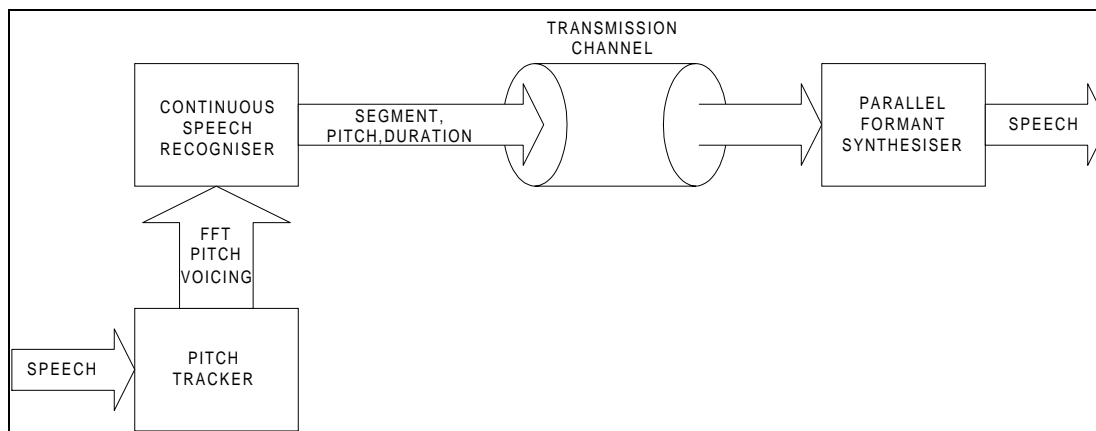 TRANSMISSION
CHANNEL
CONTINUOUS
SPEECH
RECOGNISER
SEGMENT,
PITCH,DURATION
PARALLEL
FORMANT
SYNTHESISER
SPEECH
FFT
PITCH
VOICING
SPEECH
PITCH
TRACKER